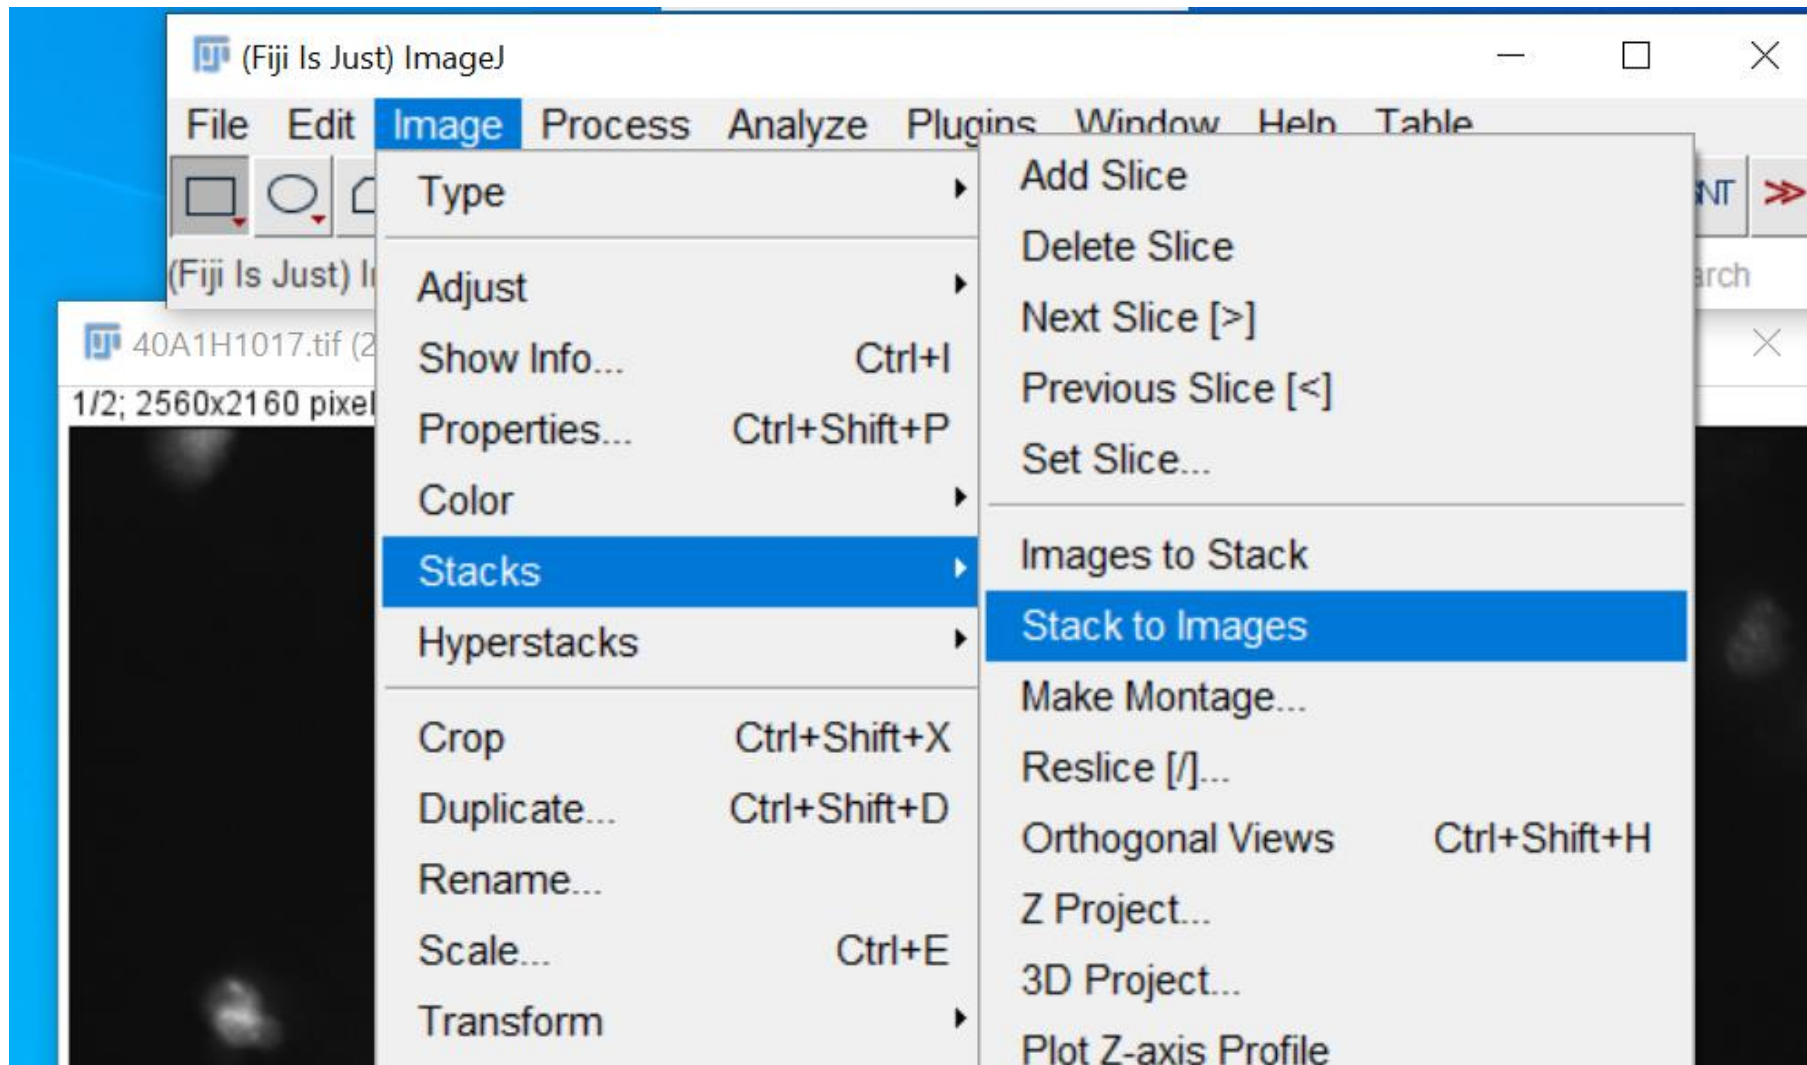 (Fiji Is Just) ImageJ
File Edit Image Process Analyze Plugins Window Help Table
(Fiji Is Just)
40A1H1017.tif (2
1/2; 2560x2160
Type
Adjust
Show Info... Ctrl+I
Properties... Ctrl+Shift+P
Color
Stacks
Hyperstacks
Crop Ctrl+Shift+X
Duplicate... Ctrl+Shift+D
Rename...
Scale... Ctrl+E
Transform
Add Slice
Delete Slice
Next Slice [>]
Previous Slice [<]
Set Slice...
Images to Stack
Stack to Images
Make Montage...
Reslice [/]...
Orthogonal Views Ctrl+Shift+H
Z Project...
3D Project...
Plot Z-axis Profile